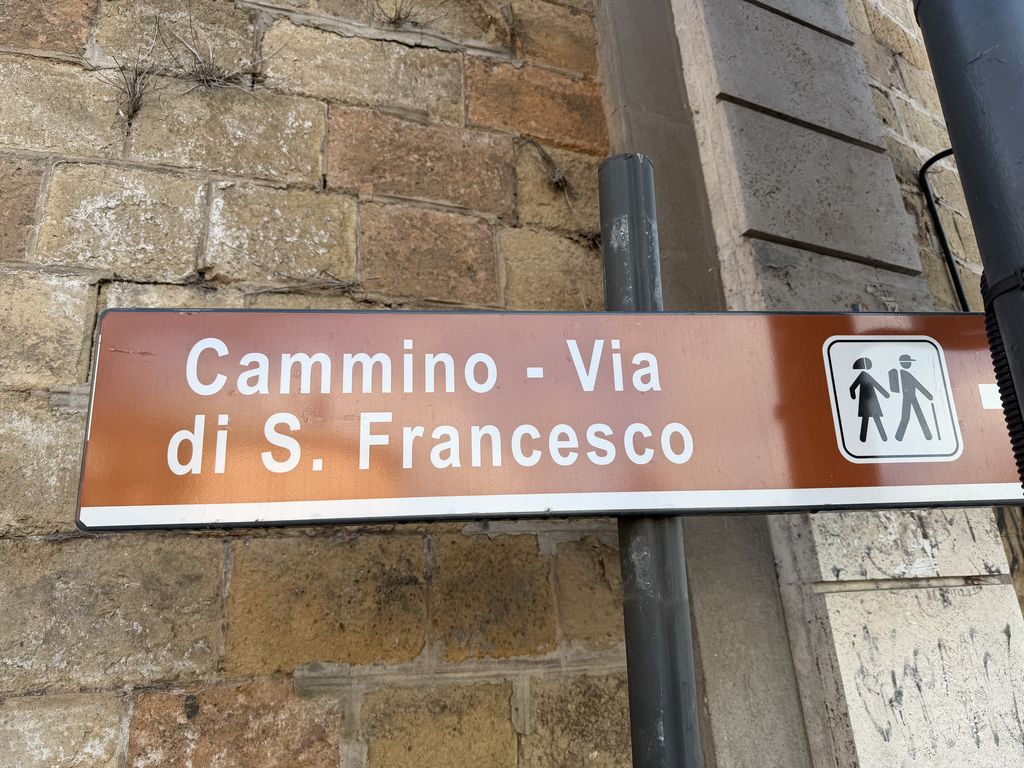 Cammino - Via
di S. Francesco